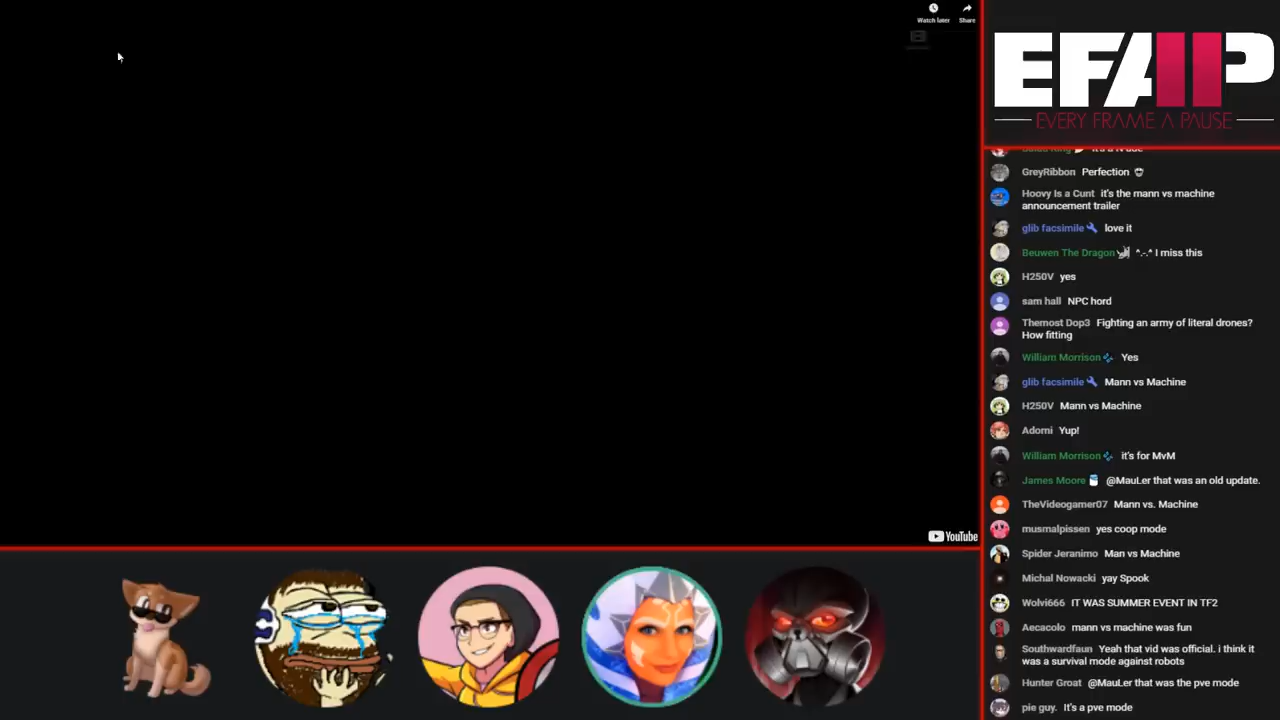 Watch later
Share
EFAP
EVERY FRAME A PAUSE
GreyRibbon Perfection
Hoovy Is a Cunt it's the mann vs machine
announcement trailer
glib facsimile love it
Beuwen The Dragon ^.-.^ I miss this
H250V yes
sam hall NPC hord
Themost Dop3 Fighting an army of literal drones?
How fitting
William Morrison Yes
glib facsimile Mann vs Machine
H250V Mann vs Machine
Adomi Yup!
William Morrison it's for MvM
James Moore @MauLer that was an old update.
TheVideogamer07 Mann vs. Machine
musmalpissen yes coop mode
Spider Jeranimo Man vs Machine
Michal Nowacki yay Spook
Wolvi666 IT WAS SUMMER EVENT IN TF2
Aecacolo mann vs machine was fun
Southwardfaun Yeah that vid was official. i think it
was a survival mode against robots
Hunter Groat @MauLer that was the pve mode
pie guy. It's a pve mode
YouTube